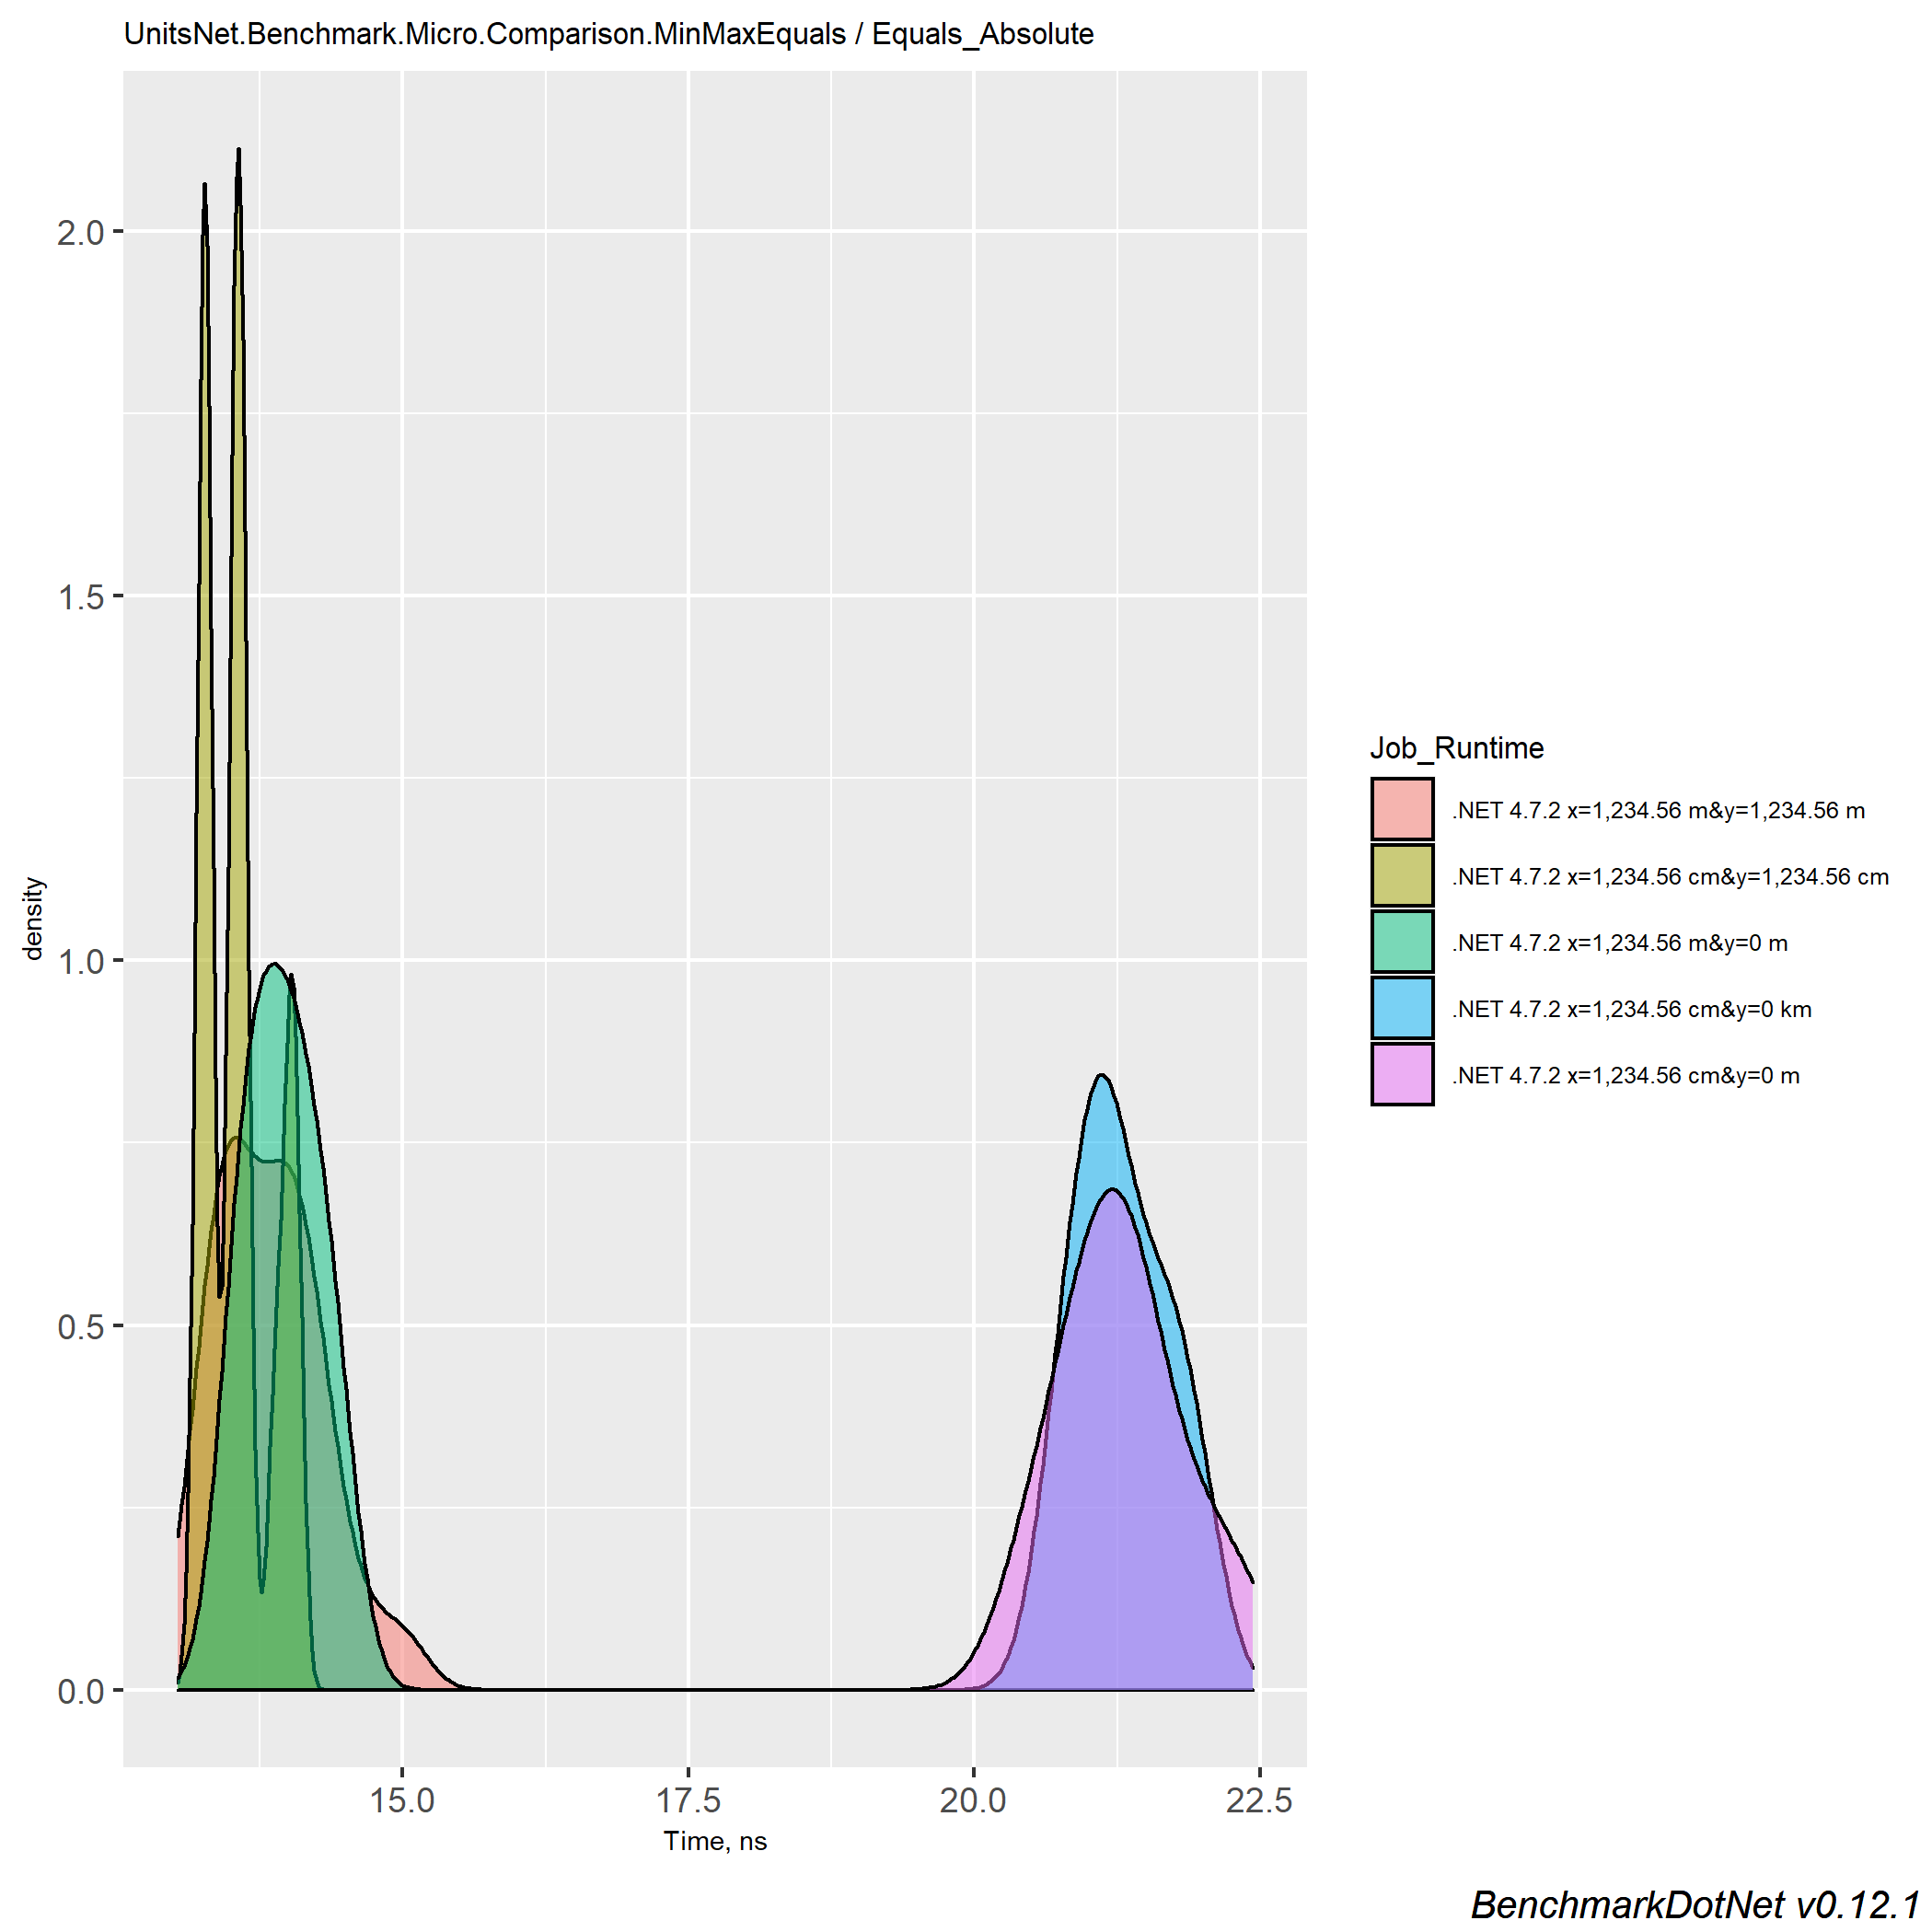 UnitsNet.Benchmark.Micro.Comparison.MinMaxEquals / Equals_Absolute
2.0
1.5
1.0
0.5
0.0
density
15.0 17.5 20.0 22.5
Time, ns
Job_Runtime
.NET 4.7.2 x=1,234.56 m&y=1,234.56 m
.NET 4.7.2 x=1,234.56 cm&y=1,234.56 cm
.NET 4.7.2 x=1,234.56 m&y=0 m
.NET 4.7.2 x=1,234.56 cm&y=0 km
.NET 4.7.2 x=1,234.56 cm&y=0 m
BenchmarkDotNet v0.12.1